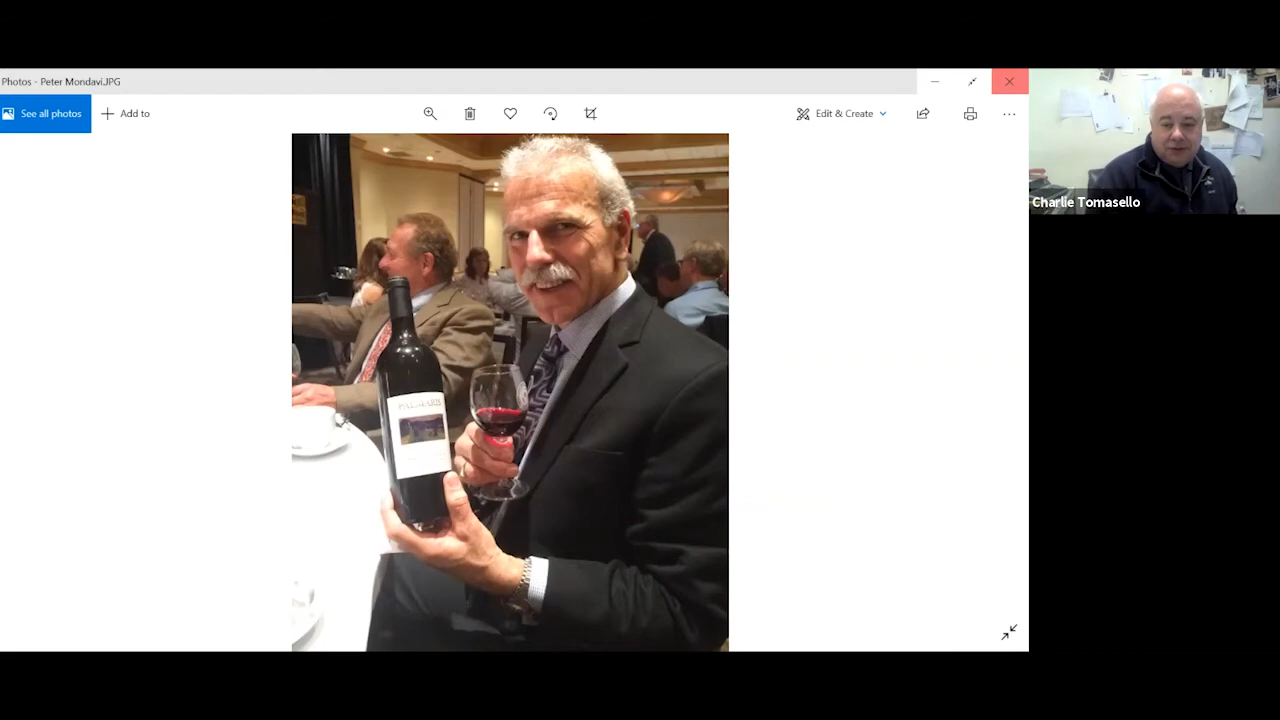 Photos - Peter Mondavi.JPG
See all photos
Add to
Edit & Create
Charlie Tomasello